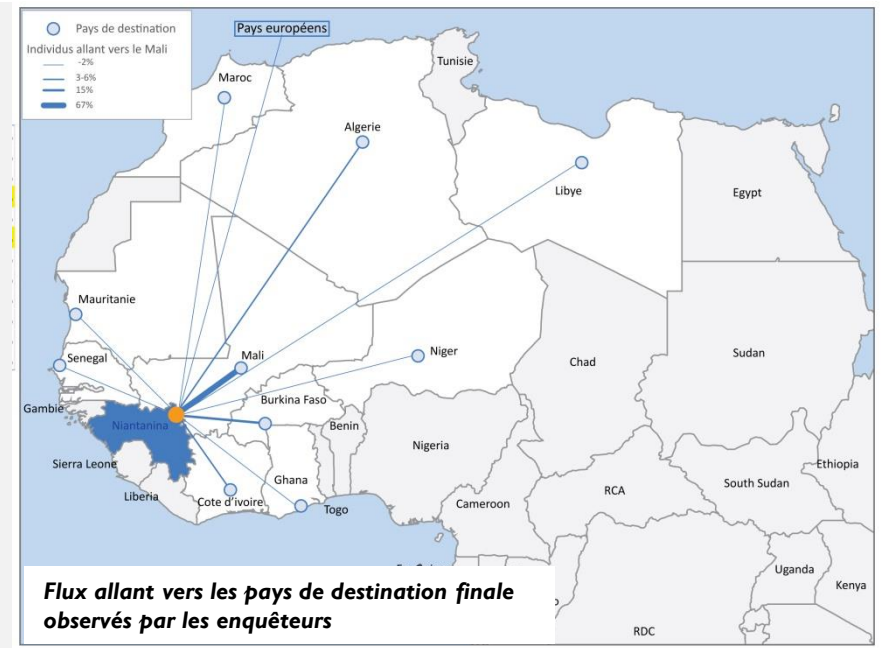 Pays de destination
Individus allant vers le Mali
-2%
3-6%
15%
67%
Pays européens
Tunisie
Maroc
Algerie
Libye
Egypt
Mauritanie
Senegal
Mali
Niger
Chad
Sudan
Burkina Faso
Gambie
Niantanina
Benin
Nigeria
Sierra Leone
Ghana
Ethiopia
Liberia
Cote d'ivoire
Togo
Cameroon
RCA
South Sudan
Uganda
Kenya
RDC
Flux allant vers les pays de destination finale
observés par les enquêteurs